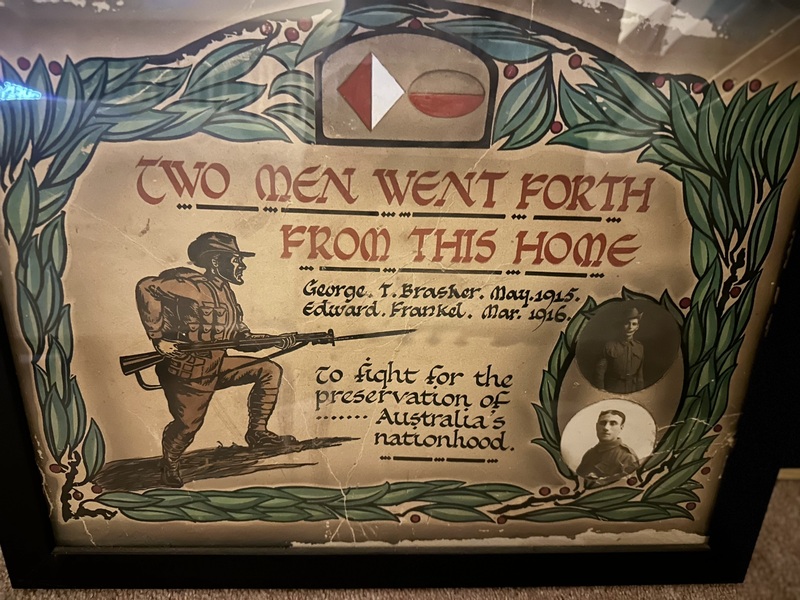 TWO MEN WENT FORTH
FROM THIS HOME
George. T. Brasher. May. 1915.
Edward. Frankel. Mar. 1916.
To fight for the
preservation of
....... Australia's
nationhood.